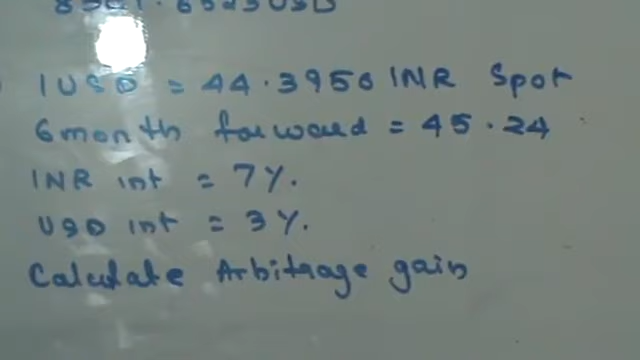 1 USD = 44.3950 INR Spot
6 month forward = 45.24
INR int = 7%.
USD int = 3%.
Calculate Arbitrage gain